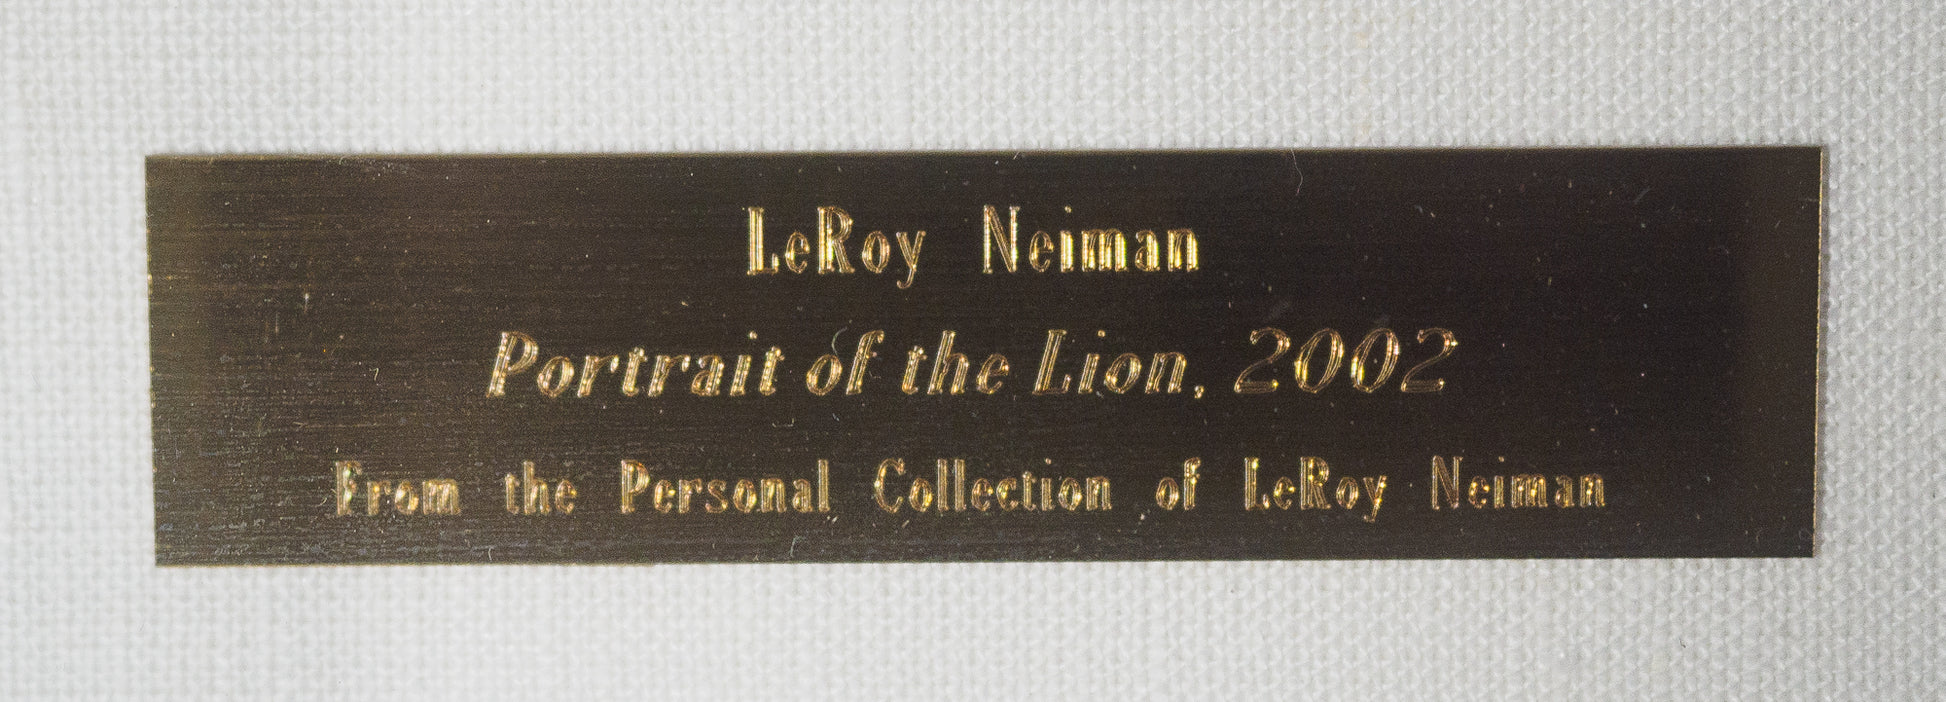 LeRoy Neiman
Portrait of the Lion, 2002
From the Personal Collection of LeRoy Neiman